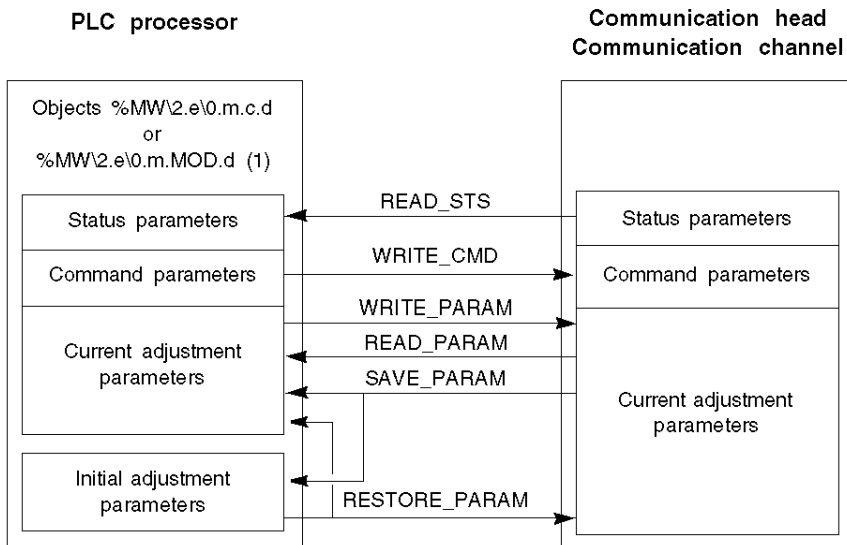 PLC processor
Communication head
Communication channel
Objects %MW\2.e\0.m.c.d
or
%MW\2.e\0.m.MOD.d (1)
Status parameters
READ_STS
Status parameters
Command parameters
WRITE_CMD
Command parameters
WRITE_PARAM
READ_PARAM
SAVE_PARAM
Current adjustment
parameters
Current adjustment
parameters
Initial adjustment
parameters
RESTORE_PARAM